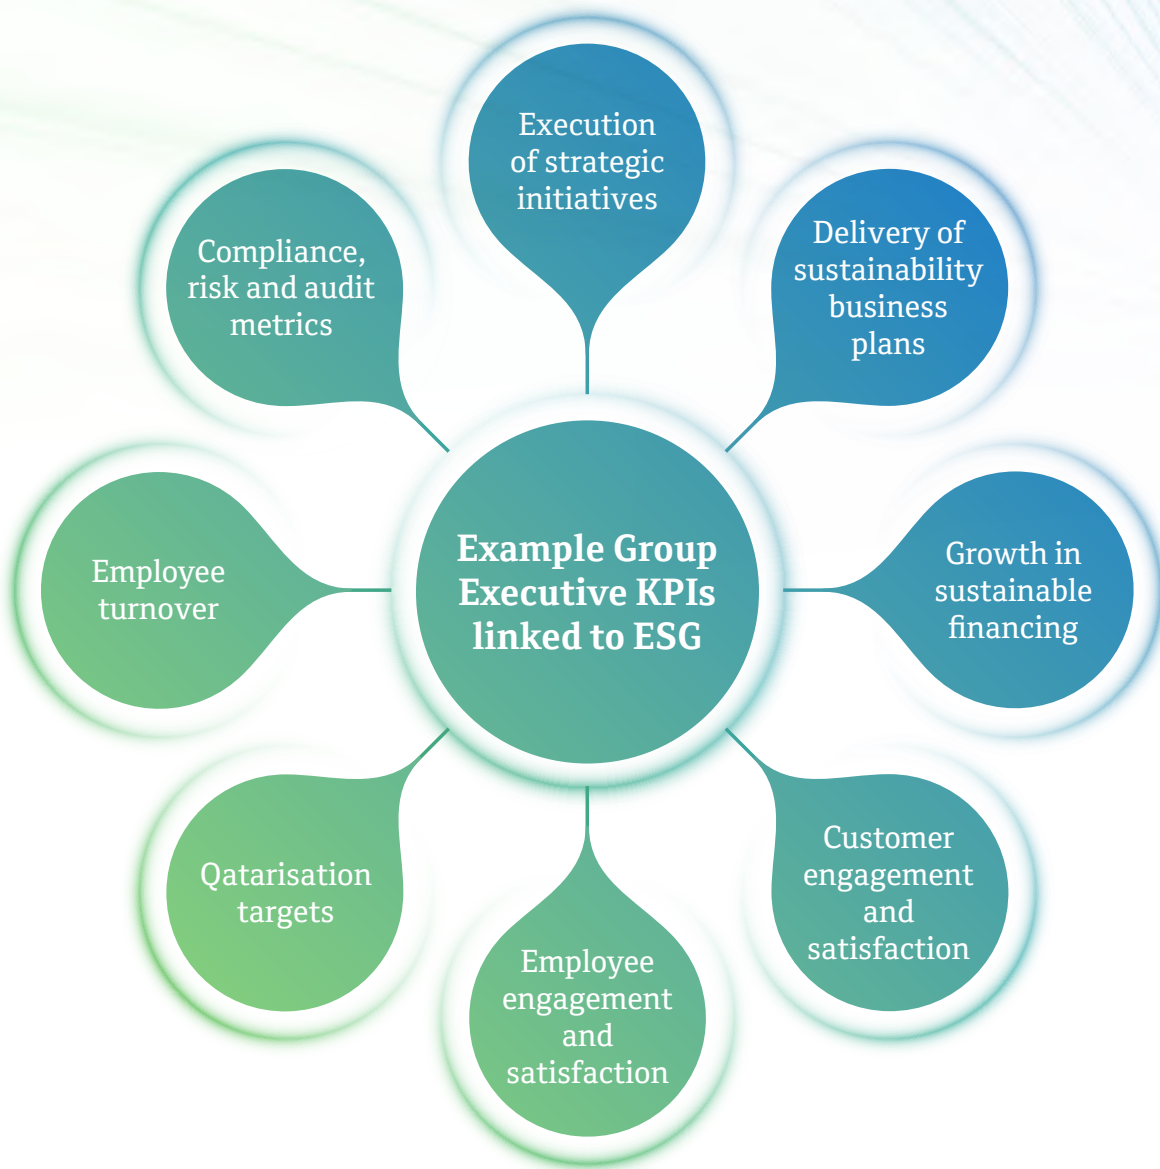 Execution
of strategic
initiatives
Delivery of
sustainability
business
plans
Growth in
sustainable
financing
Customer
engagement
and
satisfaction
Employee
engagement
and
satisfaction
Qatarisation
targets
Employee
turnover
Compliance,
risk and audit
metrics
Example Group
Executive KPIs
linked to ESG